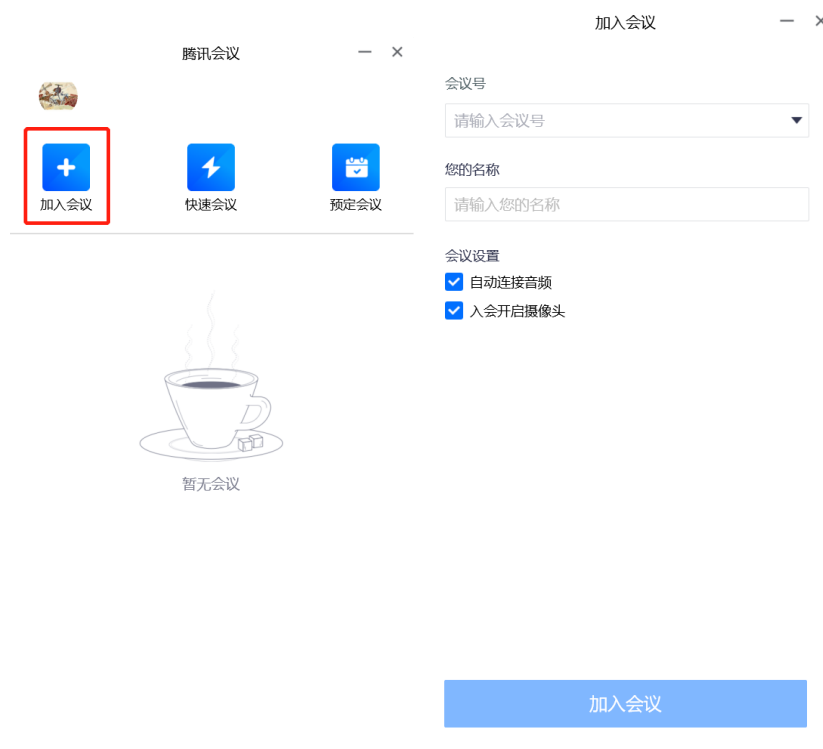 腾讯会议
加入会议
快速会议
预定会议
暂无会议
加入会议
会议号
请输入会议号
您的名称
请输入您的名称
会议设置
自动连接音频
入会开启摄像头
加入会议